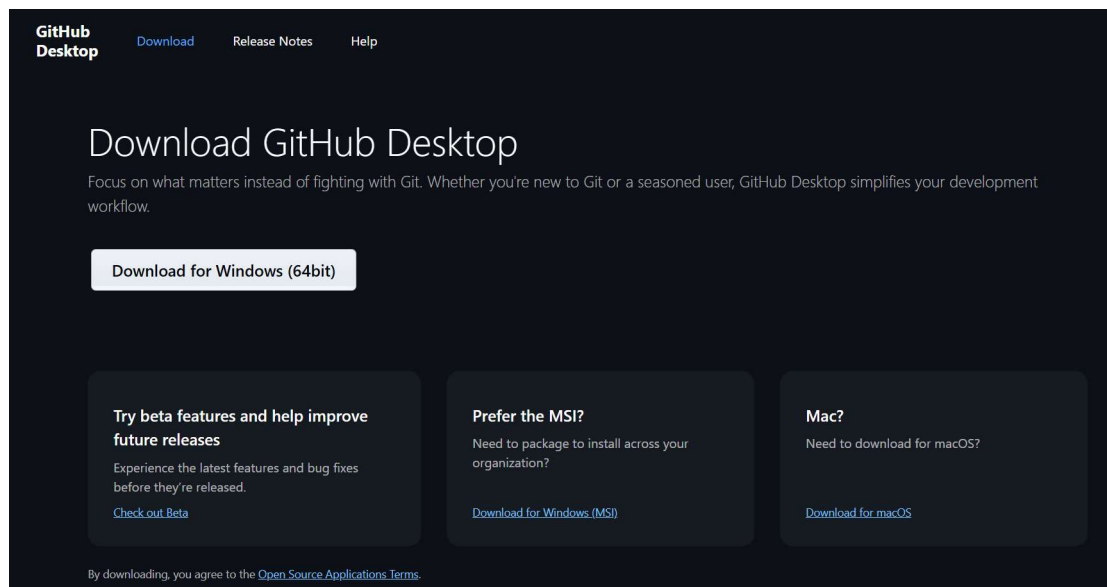 GitHub
Desktop
Download
Release Notes
Help
Download GitHub Desktop
Focus on what matters instead of fighting with Git. Whether you're new to Git or a seasoned user, GitHub Desktop simplifies your development
workflow.
Download for Windows (64bit)
Try beta features and help improve
future releases
Experience the latest features and bug fixes
before they're released.
Check out Beta
Prefer the MSI?
Need to package to install across your
organization?
Download for Windows (MSI)
Mac?
Need to download for macOS?
Download for macOS
By downloading, you agree to the Open Source Applications Terms.